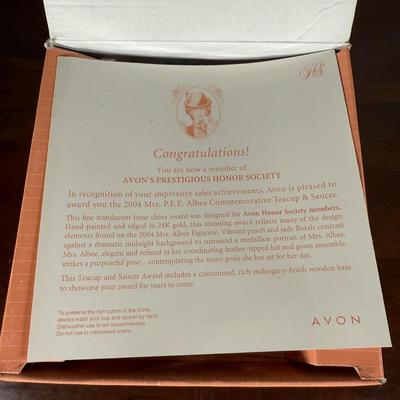 HS
Congratulations!
You are now a member of
AVON'S PRESTIGIOUS HONOR SOCIETY
In recognition of your impressive sales achievements, Avon is pleased to
award you the 2004 Mrs. P.F.E. Albee Commemorative Teacup & Saucer.
This fine translucent bone china award was designed for Avon Honor Society members.
Hand-painted and edged in 24K gold, this stunning award reflects many of the design
elements found on the 2004 Mrs. Albee Figurine. Vibrant peach and jade florals contrast
against a dramatic midnight background to surround a medallion portrait of Mrs. Albee.
Mrs. Albee, elegant and refined in her coordinating feather-tipped hat and gown ensemble,
strikes a purposeful pose...contemplating the many goals she has set for her day.
This Teacup and Saucer Award includes a customized, rich mahogany-finish wooden base
to showcase your award for years to come.
To preserve the rich colors of the china,
always wash your cup and saucer by hand.
Dishwasher use is not recommended.
Do not use in microwave ovens.
AVON